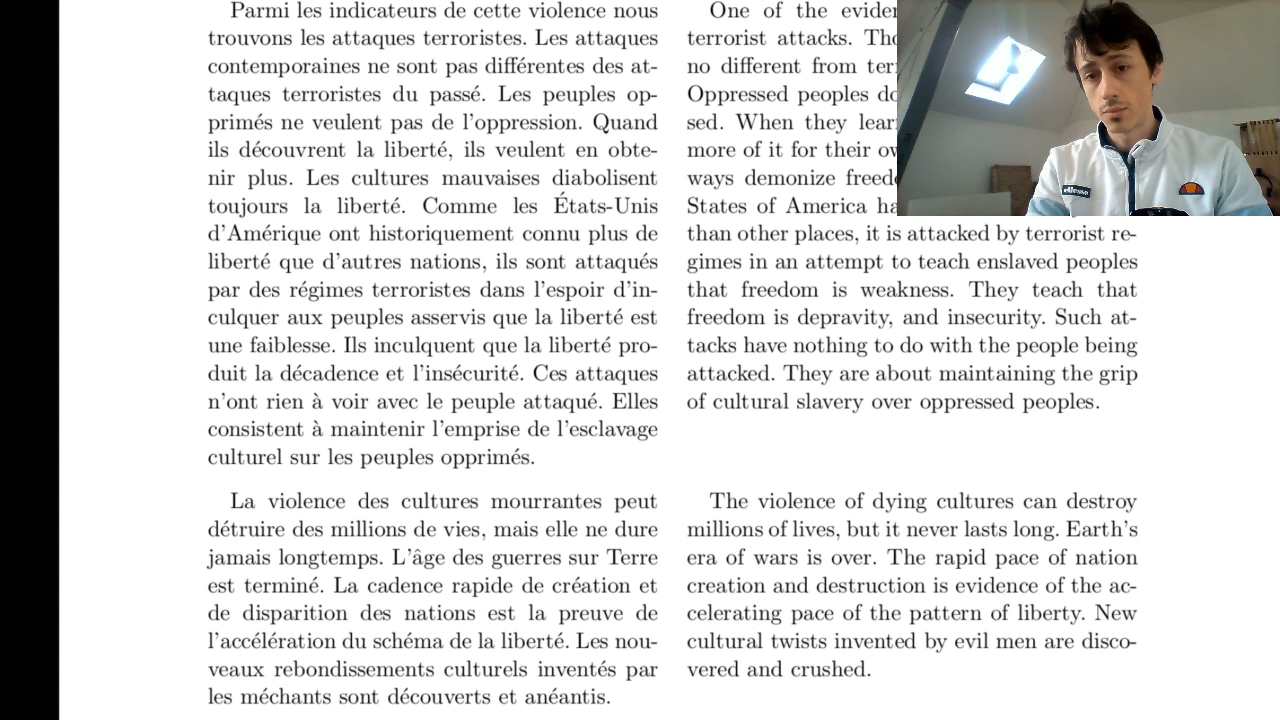 Parmi les indicateurs de cette violence nous
trouvons les attaques terroristes. Les attaques
contemporaines ne sont pas différentes des at-
taques terroristes du passé. Les peuples op-
primés ne veulent pas de l'oppression. Quand
ils découvrent la liberté, ils veulent en obte-
nir plus. Les cultures mauvaises diabolisent
toujours la liberté. Comme les États-Unis
d'Amérique ont historiquement connu plus de
liberté que d'autres nations, ils sont attaqués
par des régimes terroristes dans l'espoir d'in-
culquer aux peuples asservis que la liberté est
une faiblesse. Ils inculquent que la liberté pro-
duit la décadence et l'insécurité. Ces attaques
n'ont rien à voir avec le peuple attaqué. Elles
consistent à maintenir l'emprise de l'esclavage
culturel sur les peuples opprimés.
La violence des cultures mourrantes peut
détruire des millions de vies, mais elle ne dure
jamais longtemps. L'âge des guerres sur Terre
est terminé. La cadence rapide de création et
de disparition des nations est la preuve de
l'accélération du schéma de la liberté. Les nou-
veaux rebondissements culturels inventés par
les méchants sont découverts et anéantis.
One of the
terrorist attacks.
no different from
Oppressed peoples
sed. When they
more of it for their
ways demonize
States of America
than other places, it is attacked by terrorist re-
gimes in an attempt to teach enslaved peoples
that freedom is weakness. They teach that
freedom is depravity, and insecurity. Such at-
tacks have nothing to do with the people being
attacked. They are about maintaining the grip
of cultural slavery over oppressed peoples.
The violence of dying cultures can destroy
millions of lives, but it never lasts long. Earth's
era of wars is over. The rapid pace of nation
creation and destruction is evidence of the ac-
celerating pace of the pattern of liberty. New
cultural twists invented by evil men are disco-
vered and crushed.
ellesse